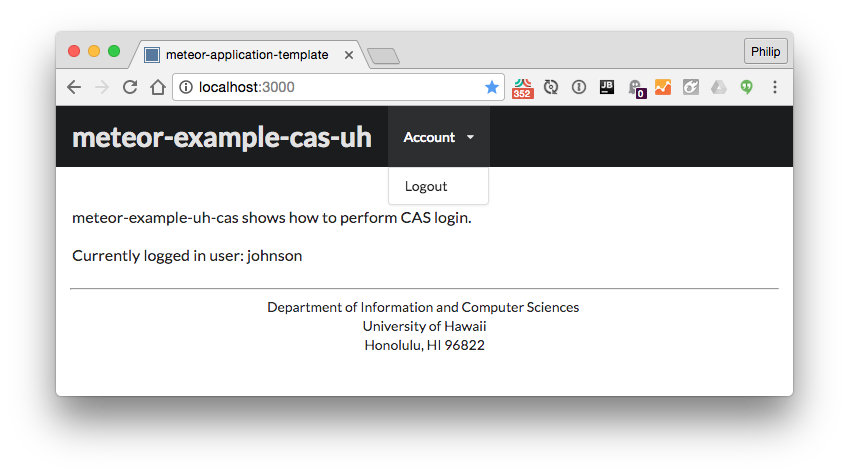 meteor-application-template
Philip
localhost:3000
352
JB
0
meteor-example-cas-uh
Account
Logout
meteor-example-uh-cas shows how to perform CAS login.
Currently logged in user: johnson
Department of Information and Computer Sciences
University of Hawaii
Honolulu, HI 96822